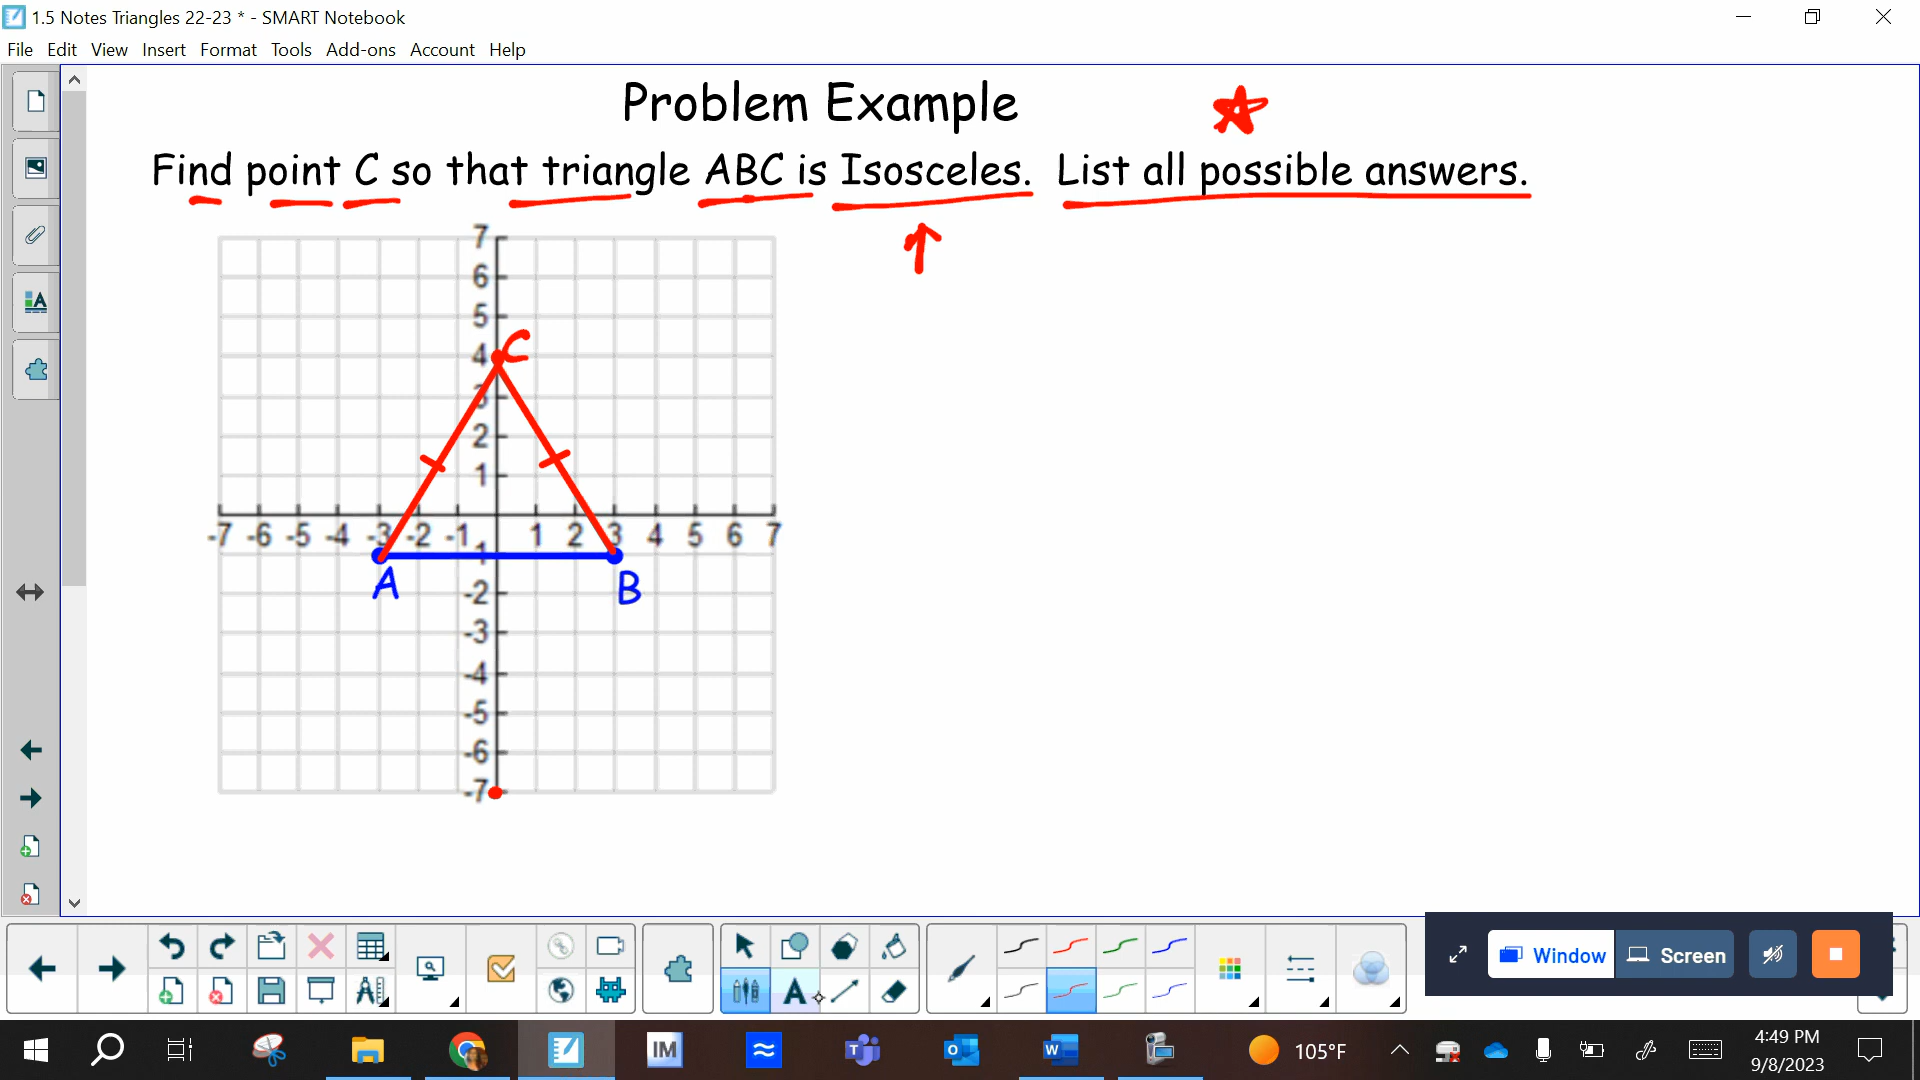 1.5 Notes Triangles 22-23 * - SMART Notebook
File Edit View Insert Format Tools Add-ons Account Help
Problem Example
Find point C so that triangle ABC is Isosceles. List all possible answers.
7
6
5
4 C
3
2
1
-7 -6 -5 -4 -3 -2 -1 1 2 3 4 5 6 7
-1
A B
-2
-3
-4
-5
-6
-7
Window Screen
A
IM
105°F
4:49 PM
9/8/2023